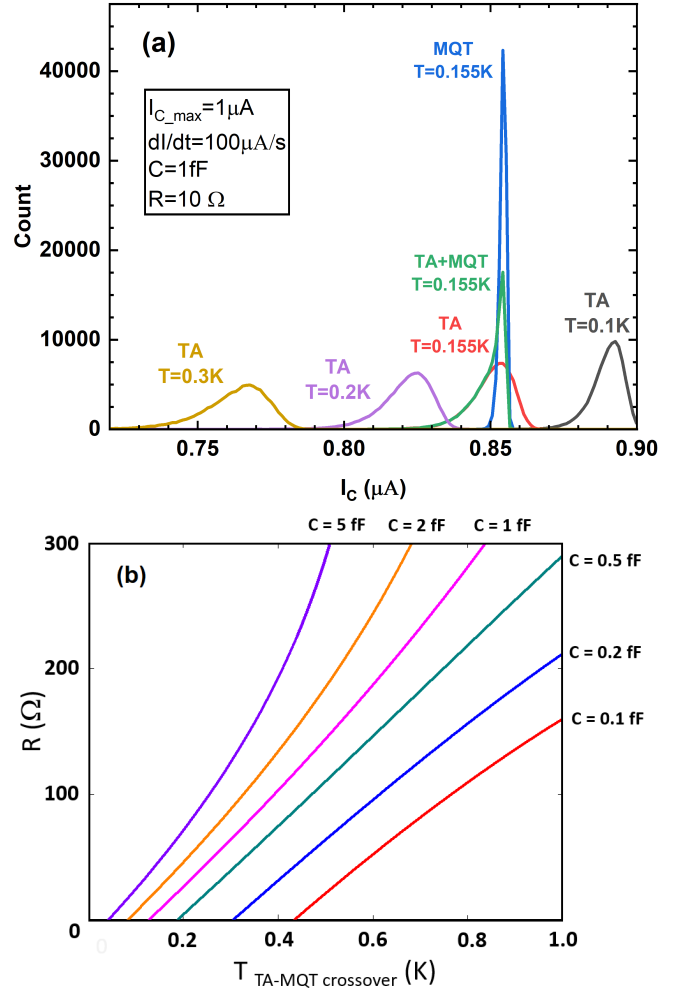 (a)
MQT
T=0.155K
I_C_max=1μA
dI/dt=100μA/s
C=1fF
R=10 Ω
TA+MQT
T=0.155K
TA
T=0.155K
TA
T=0.1K
TA
T=0.3K
TA
T=0.2K
40000
30000
20000
10000
0
Count
0.75
0.80
0.85
0.90
I_C (μA)
C = 5 fF
C = 2 fF
C = 1 fF
(b)
C = 0.5 fF
C = 0.2 fF
C = 0.1 fF
300
200
100
0
R (Ω)
0
0.2
0.4
0.6
0.8
1.0
T TA-MQT crossover (K)